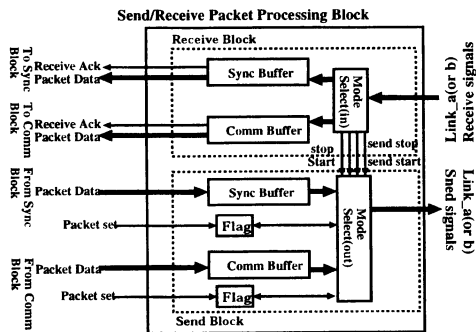 Send/Receive Packet Processing Block
Receive Block
To Sync
Block
Receive Ack
Packet Data
Sync Buffer
Mode
Select(in)
Receive signals
Link_a(or b)
To Comm
Block
Receive Ack
Packet Data
Comm Buffer
stop
Start
send stop
send start
From Sync
Block
Packet Data
Sync Buffer
Mode
Select(out)
Link_a(or b)
Sned signals
Packet set
Flag
From Comm
Block
Packet Data
Comm Buffer
Packet set
Flag
Send Block